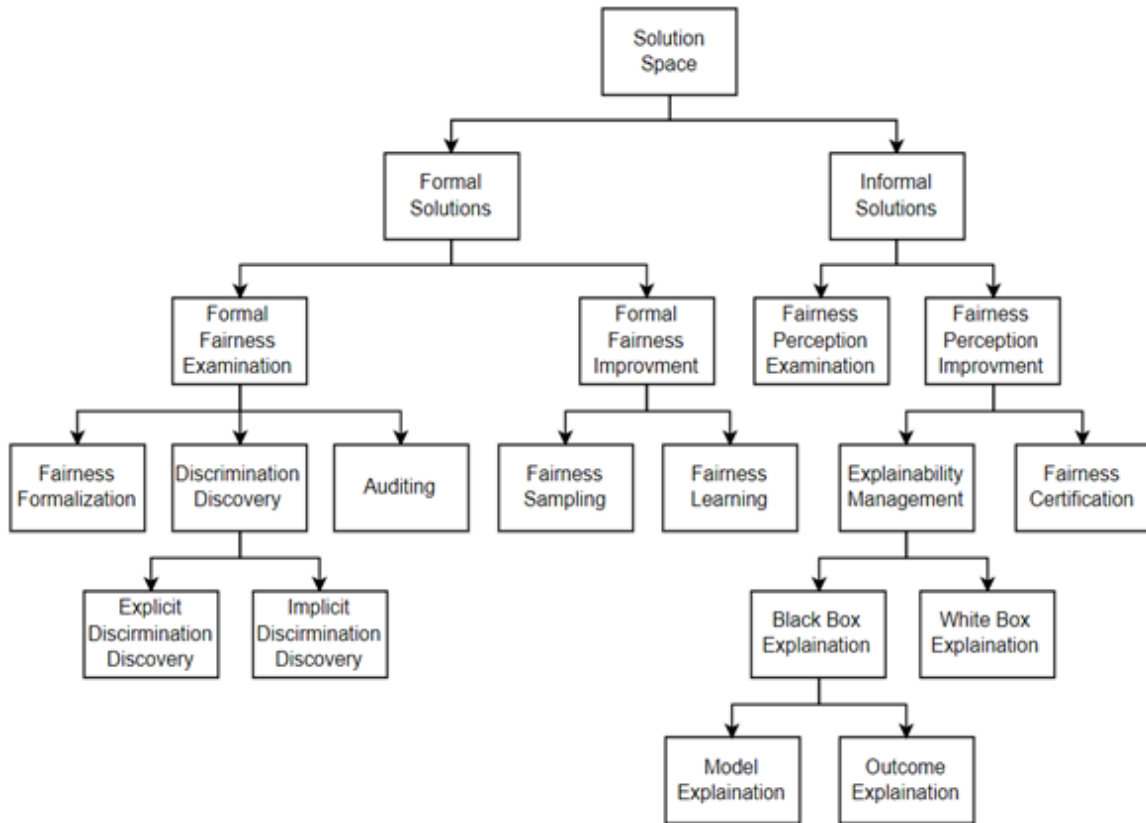 Solution
Space
Formal
Solutions
Informal
Solutions
Formal
Fairness
Examination
Formal
Fairness
Improvment
Fairness
Perception
Examination
Fairness
Perception
Improvment
Fairness
Formalization
Discrimination
Discovery
Auditing
Fairness
Sampling
Fairness
Learning
Explainability
Management
Fairness
Certification
Explicit
Discirmination
Discovery
Implicit
Discirmination
Discovery
Black Box
Explaination
White Box
Explaination
Model
Explaination
Outcome
Explaination